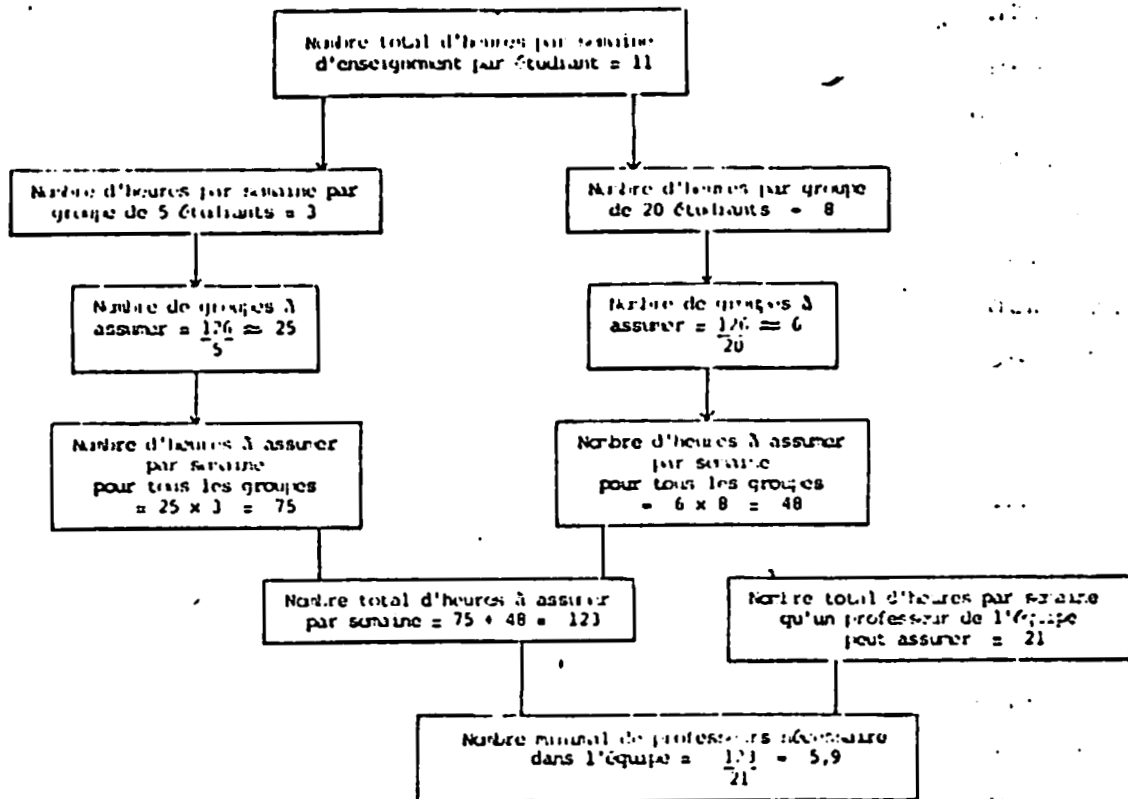 Nombre total d'heures par semaine
d'enseignment par étudiant = 11
Nombre d'heures par semaine par
groupe de 5 étudiants = 3
Nombre d'heures par groupe
de 20 étudiants = 8
Nombre de groupes à
assurer = 126 ≃ 25
5
Nombre de groupes à
assurer = 126 ≃ 6
20
Nombre d'heures à assurer
par semaine
pour tous les groupes
= 25 x 3 = 75
Nombre d'heures à assurer
par semaine
pour tous les groupes
= 6 x 8 = 48
Nombre total d'heures à assurer
par semaine = 75 + 48 = 123
Nombre total d'heures par semaine
qu'un professeur de l'équipe
peut assurer = 21
Nombre minimal de professeurs nécessaire
dans l'équipe = 123 = 5,9
21